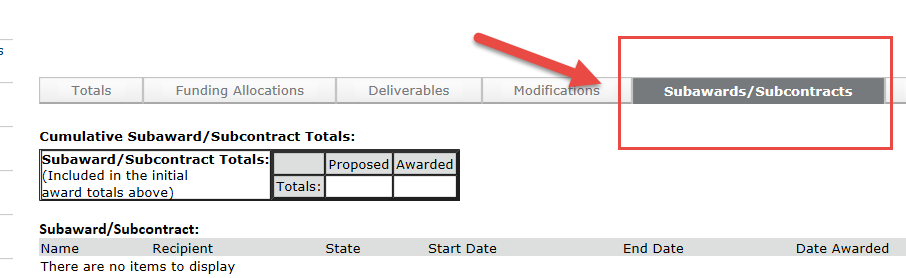 s
Totals Funding Allocations Deliverables Modifications Subawards/Subcontracts
Cumulative Subaward/Subcontract Totals:
Subaward/Subcontract Totals: Proposed Awarded
(Included in the initial
award totals above) Totals:
Subaward/Subcontract:
Name Recipient State Start Date End Date Date Awarded
There are no items to display